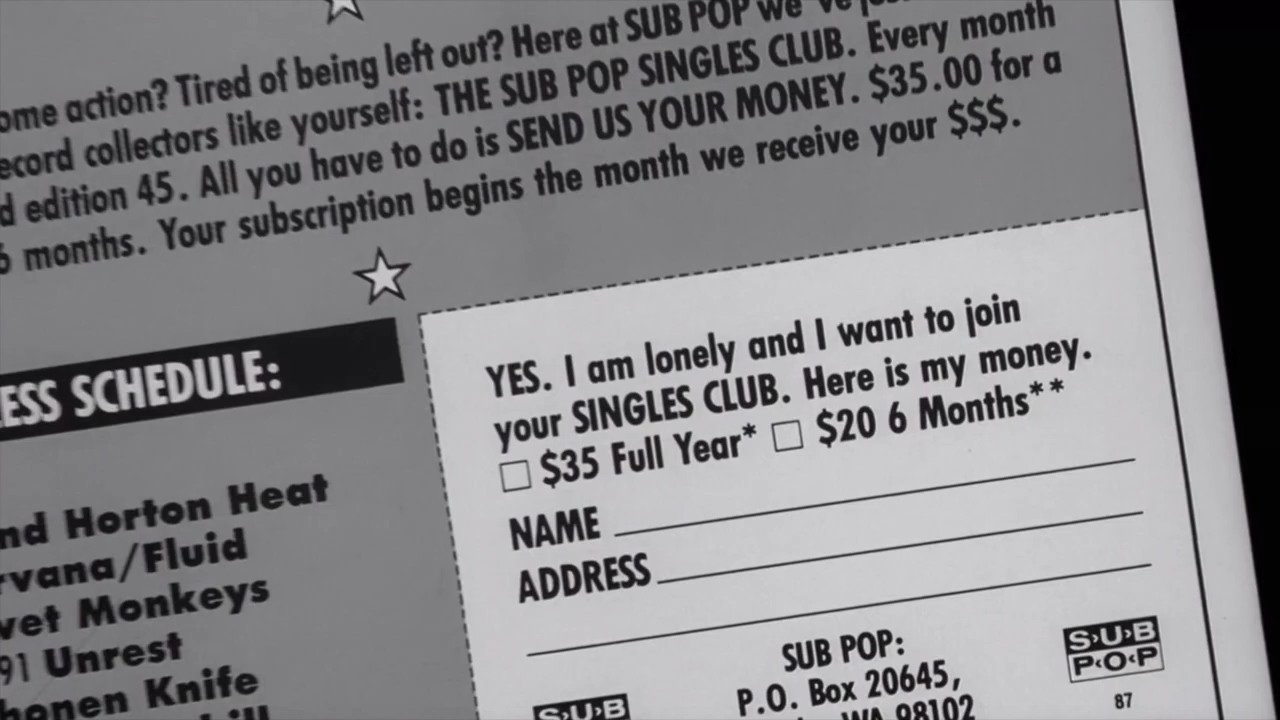 ome action? Tired of being left out? Here at SUB POP we've
ecord collectors like yourself: THE SUB POP SINGLES CLUB. Every month
d edition 45. All you have to do is SEND US YOUR MONEY. $35.00 for a
6 months. Your subscription begins the month we receive your $$$.
ESS SCHEDULE:
nd Horton Heat
rvana/Fluid
vet Monkeys
91 Unrest
honen Knife
YES. I am lonely and I want to join
your SINGLES CLUB. Here is my money.
$35 Full Year* $20 6 Months**
NAME
ADDRESS
SUB POP:
P.O. Box 20645,
WA 98102
S·U·B
S›U›B
P‹O‹P
87